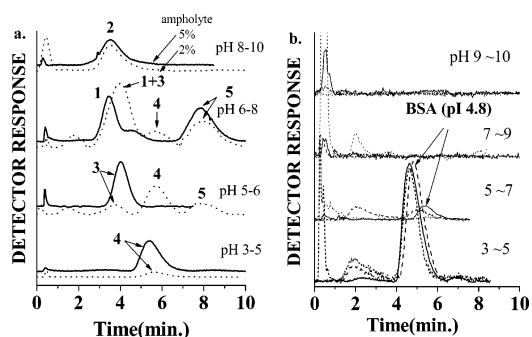 a.
DETECTOR RESPONSE
2
ampholyte
5%
2%
pH 8-10
1+3
1
4
5
pH 6-8
3
4
5
pH 5-6
4
pH 3-5
0 2 4 6 8 10
Time(min.)
b.
DETECTOR RESPONSE
pH 9 ~10
BSA (pI 4.8)
7 ~9
5 ~7
3 ~5
0 2 4 6 8 10
Time(min.)